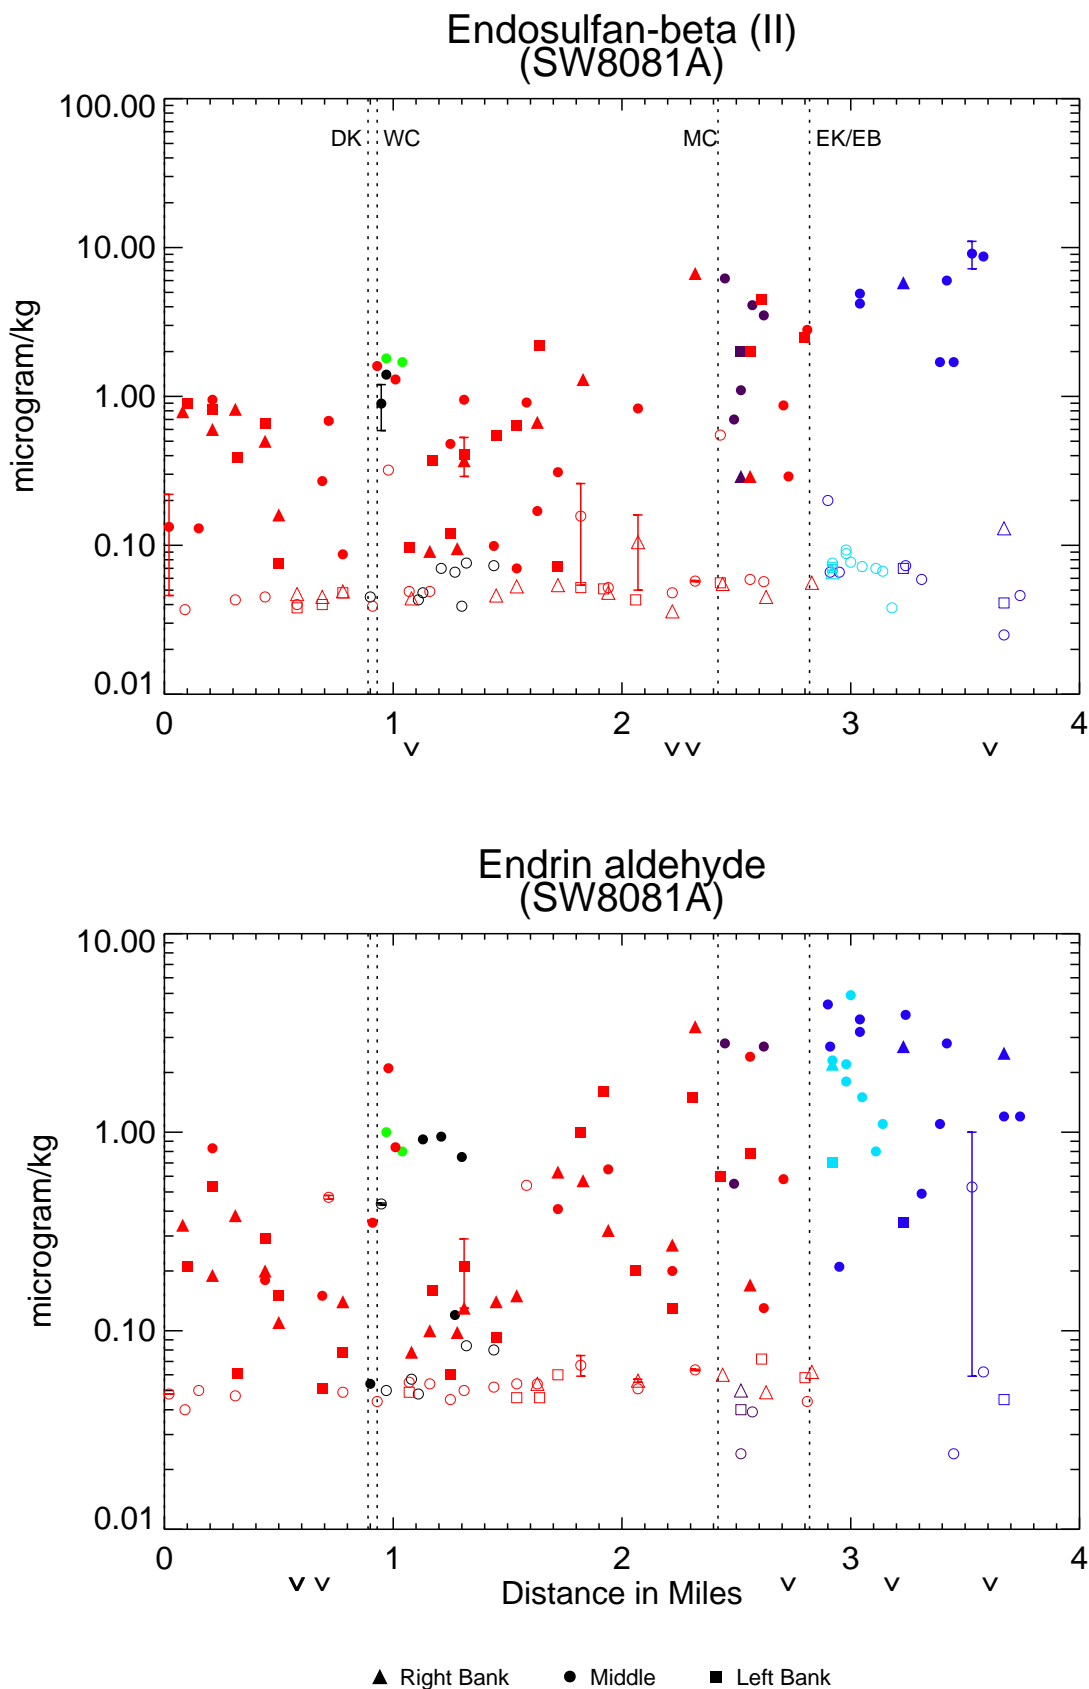 Endosulfan-beta (II)
(SW8081A)
100.00
DK WC MC EK/EB
10.00
1.00
0.10
0.01
microgram/kg
0 1 2 3 4
v v v v
Endrin aldehyde
(SW8081A)
10.00
1.00
0.10
0.01
microgram/kg
0 1 2 3 4
v v v v v
Distance in Miles
Right Bank Middle Left Bank